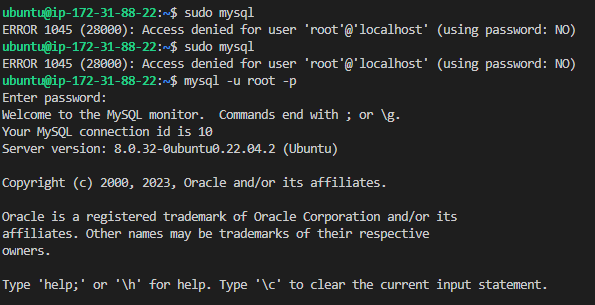 ubuntu@ip-172-31-88-22:~$ sudo mysql
ERROR 1045 (28000): Access denied for user 'root'@'localhost' (using password: NO)
ubuntu@ip-172-31-88-22:~$ sudo mysql
ERROR 1045 (28000): Access denied for user 'root'@'localhost' (using password: NO)
ubuntu@ip-172-31-88-22:~$ mysql -u root -p
Enter password:
Welcome to the MySQL monitor.  Commands end with ; or \g.
Your MySQL connection id is 10
Server version: 8.0.32-0ubuntu0.22.04.2 (Ubuntu)
Copyright (c) 2000, 2023, Oracle and/or its affiliates.
Oracle is a registered trademark of Oracle Corporation and/or its
affiliates. Other names may be trademarks of their respective
owners.
Type 'help;' or '\h' for help. Type '\c' to clear the current input statement.